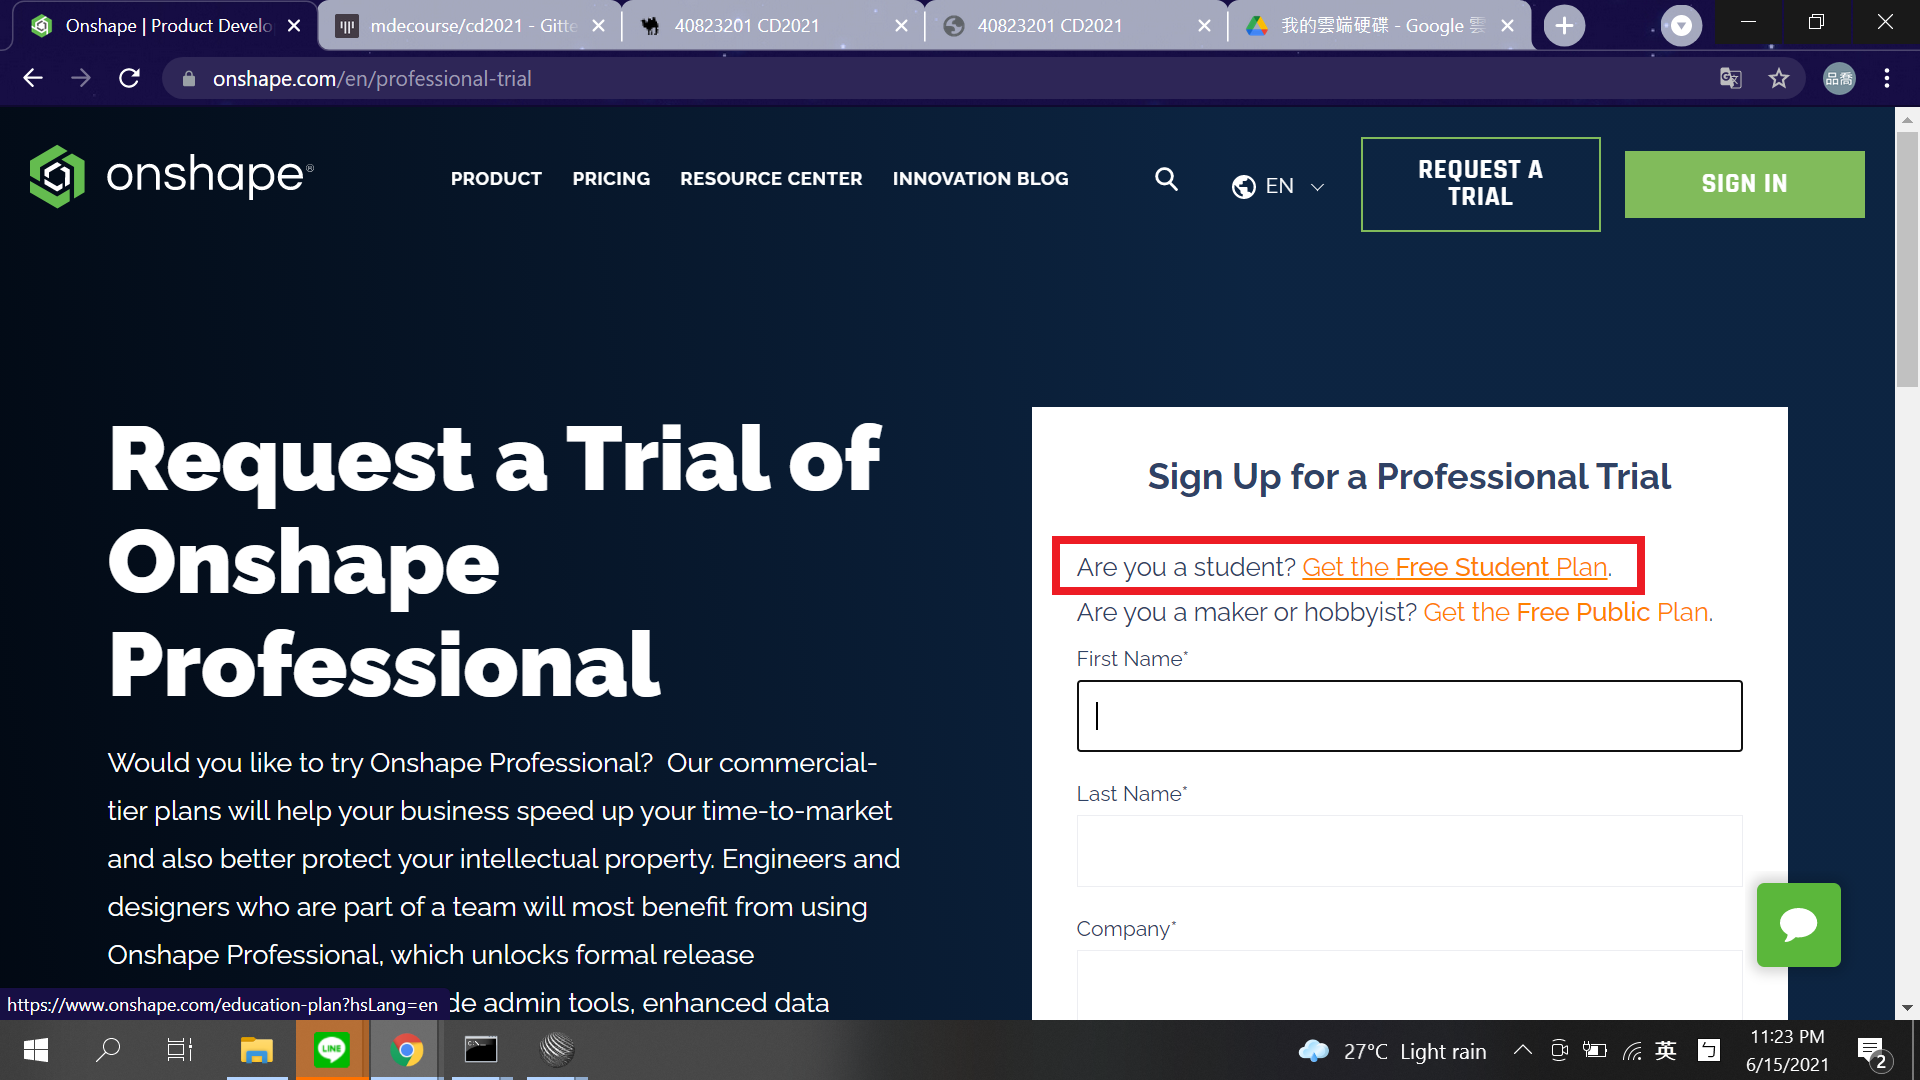 Onshape | Product Develo
mdecourse/cd2021 - Gitte
40823201 CD2021
40823201 CD2021
我的雲端硬碟 - Google 雲
onshape.com/en/professional-trial
品喬
onshape®
PRODUCT
PRICING
RESOURCE CENTER
INNOVATION BLOG
EN
REQUEST A
TRIAL
SIGN IN
Request a Trial of
Onshape
Professional
Would you like to try Onshape Professional? Our commercial-
tier plans will help your business speed up your time-to-market
and also better protect your intellectual property. Engineers and
designers who are part of a team will most benefit from using
Onshape Professional, which unlocks formal release
de admin tools, enhanced data
Sign Up for a Professional Trial
Are you a student? Get the Free Student Plan.
Are you a maker or hobbyist? Get the Free Public Plan.
First Name*
Last Name*
Company*
https://www.onshape.com/education-plan?hsLang=en
LINE
27°C Light rain
英
ㄅ
11:23 PM
6/15/2021
2